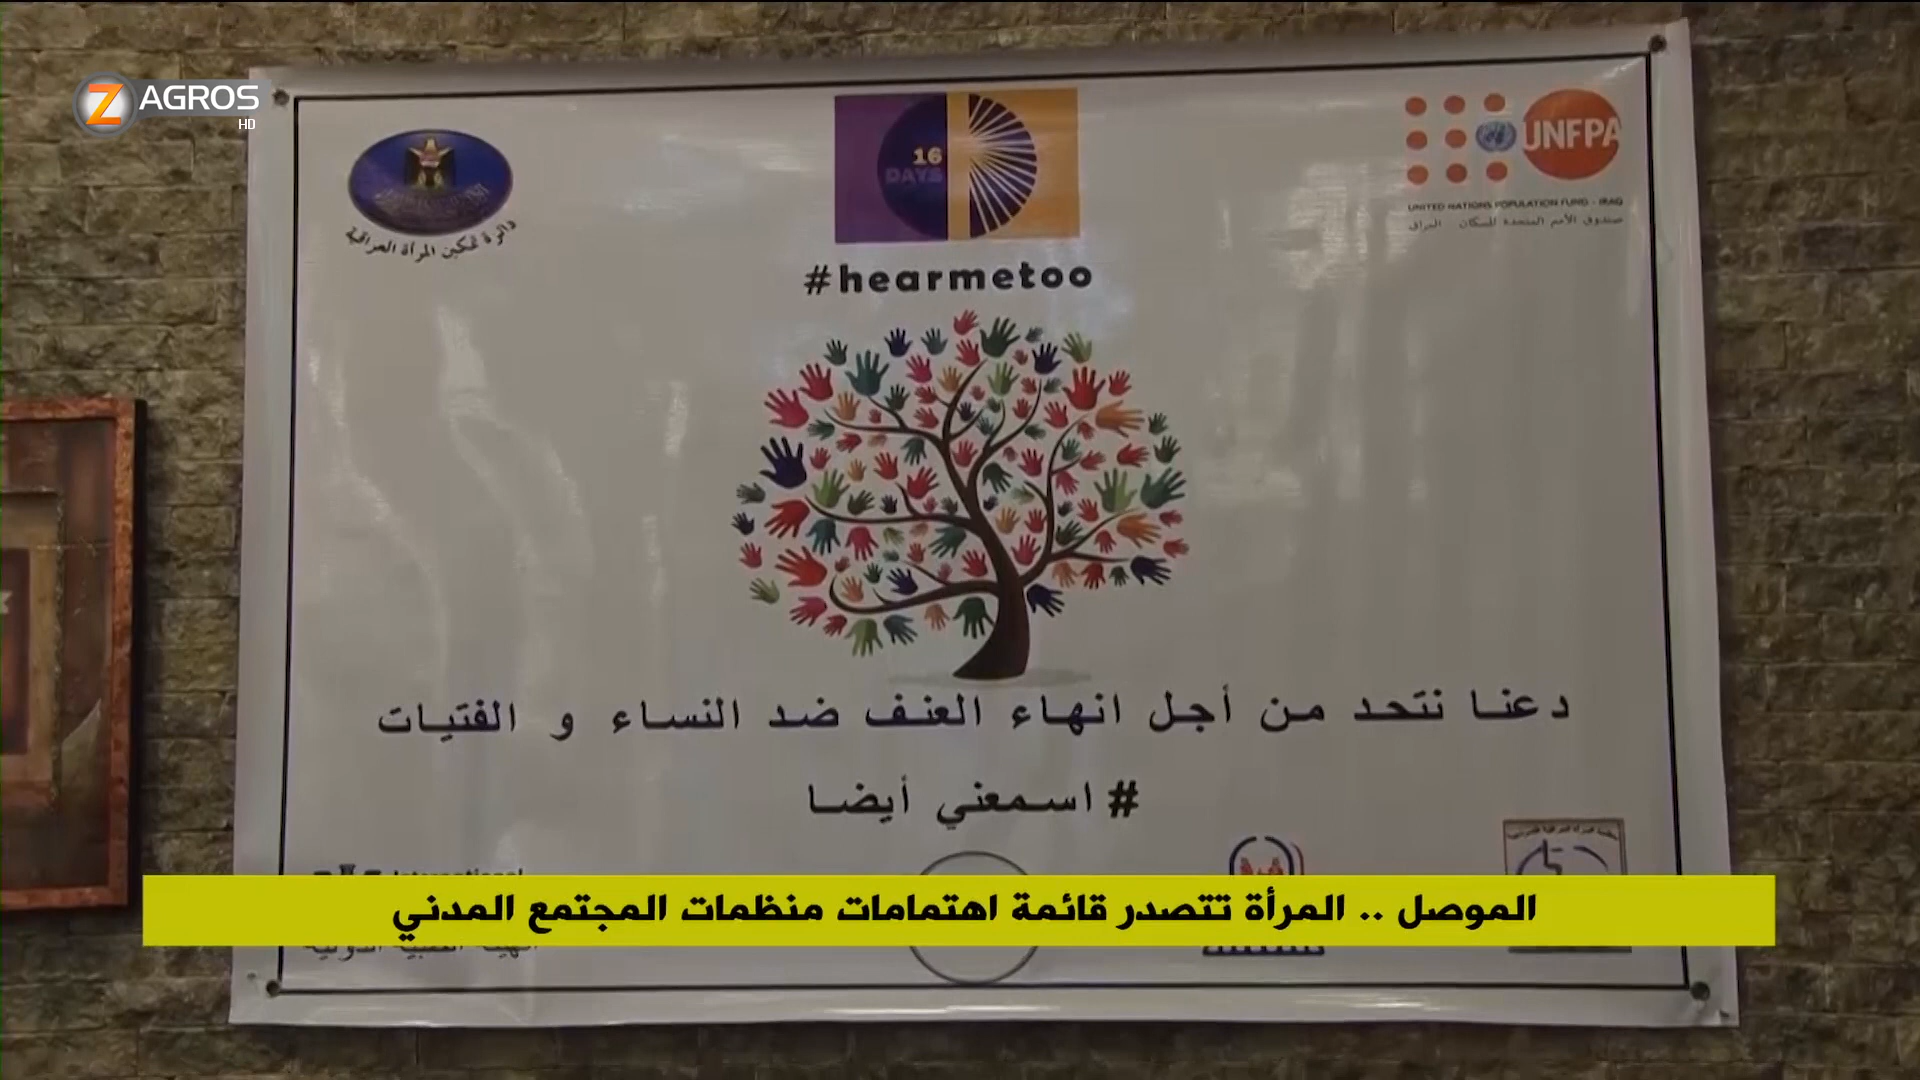 ZAGROS
HD
16
DAYS
UNFPA
UNITED NATIONS POPULATION FUND - IRAQ
صندوق الأمم المتحدة للسكان العراق
دائرة تمكين المرأة العراقية
#hearmetoo
دعنا نتحد من أجل انهاء العنف ضد النساء و الفتيات
# اسمعني أيضا
الموصل .. المرأة تتصدر قائمة اهتمامات منظمات المجتمع المدني